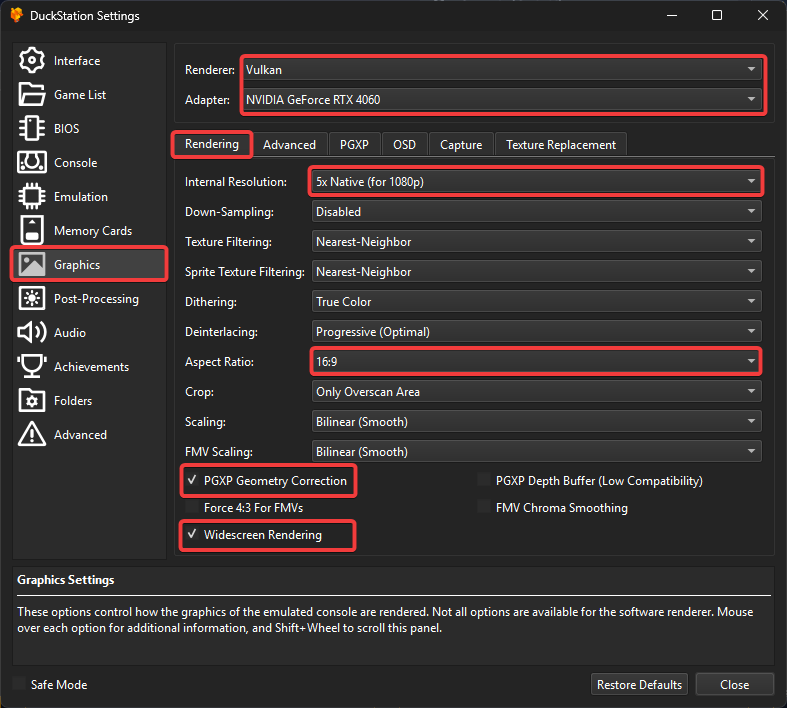 DuckStation Settings
Interface
Game List
BIOS
Console
Emulation
Memory Cards
Graphics
Post-Processing
Audio
Achievements
Folders
Advanced
Renderer: Vulkan
Adapter: NVIDIA GeForce RTX 4060
Rendering Advanced PGXP OSD Capture Texture Replacement
Internal Resolution: 5x Native (for 1080p)
Down-Sampling: Disabled
Texture Filtering: Nearest-Neighbor
Sprite Texture Filtering: Nearest-Neighbor
Dithering: True Color
Deinterlacing: Progressive (Optimal)
Aspect Ratio: 16:9
Crop: Only Overscan Area
Scaling: Bilinear (Smooth)
FMV Scaling: Bilinear (Smooth)
PGXP Geometry Correction PGXP Depth Buffer (Low Compatibility)
Force 4:3 For FMVs FMV Chroma Smoothing
Widescreen Rendering
Graphics Settings
These options control how the graphics of the emulated console are rendered. Not all options are available for the software renderer. Mouse
over each option for additional information, and Shift+Wheel to scroll this panel.
Safe Mode Restore Defaults Close